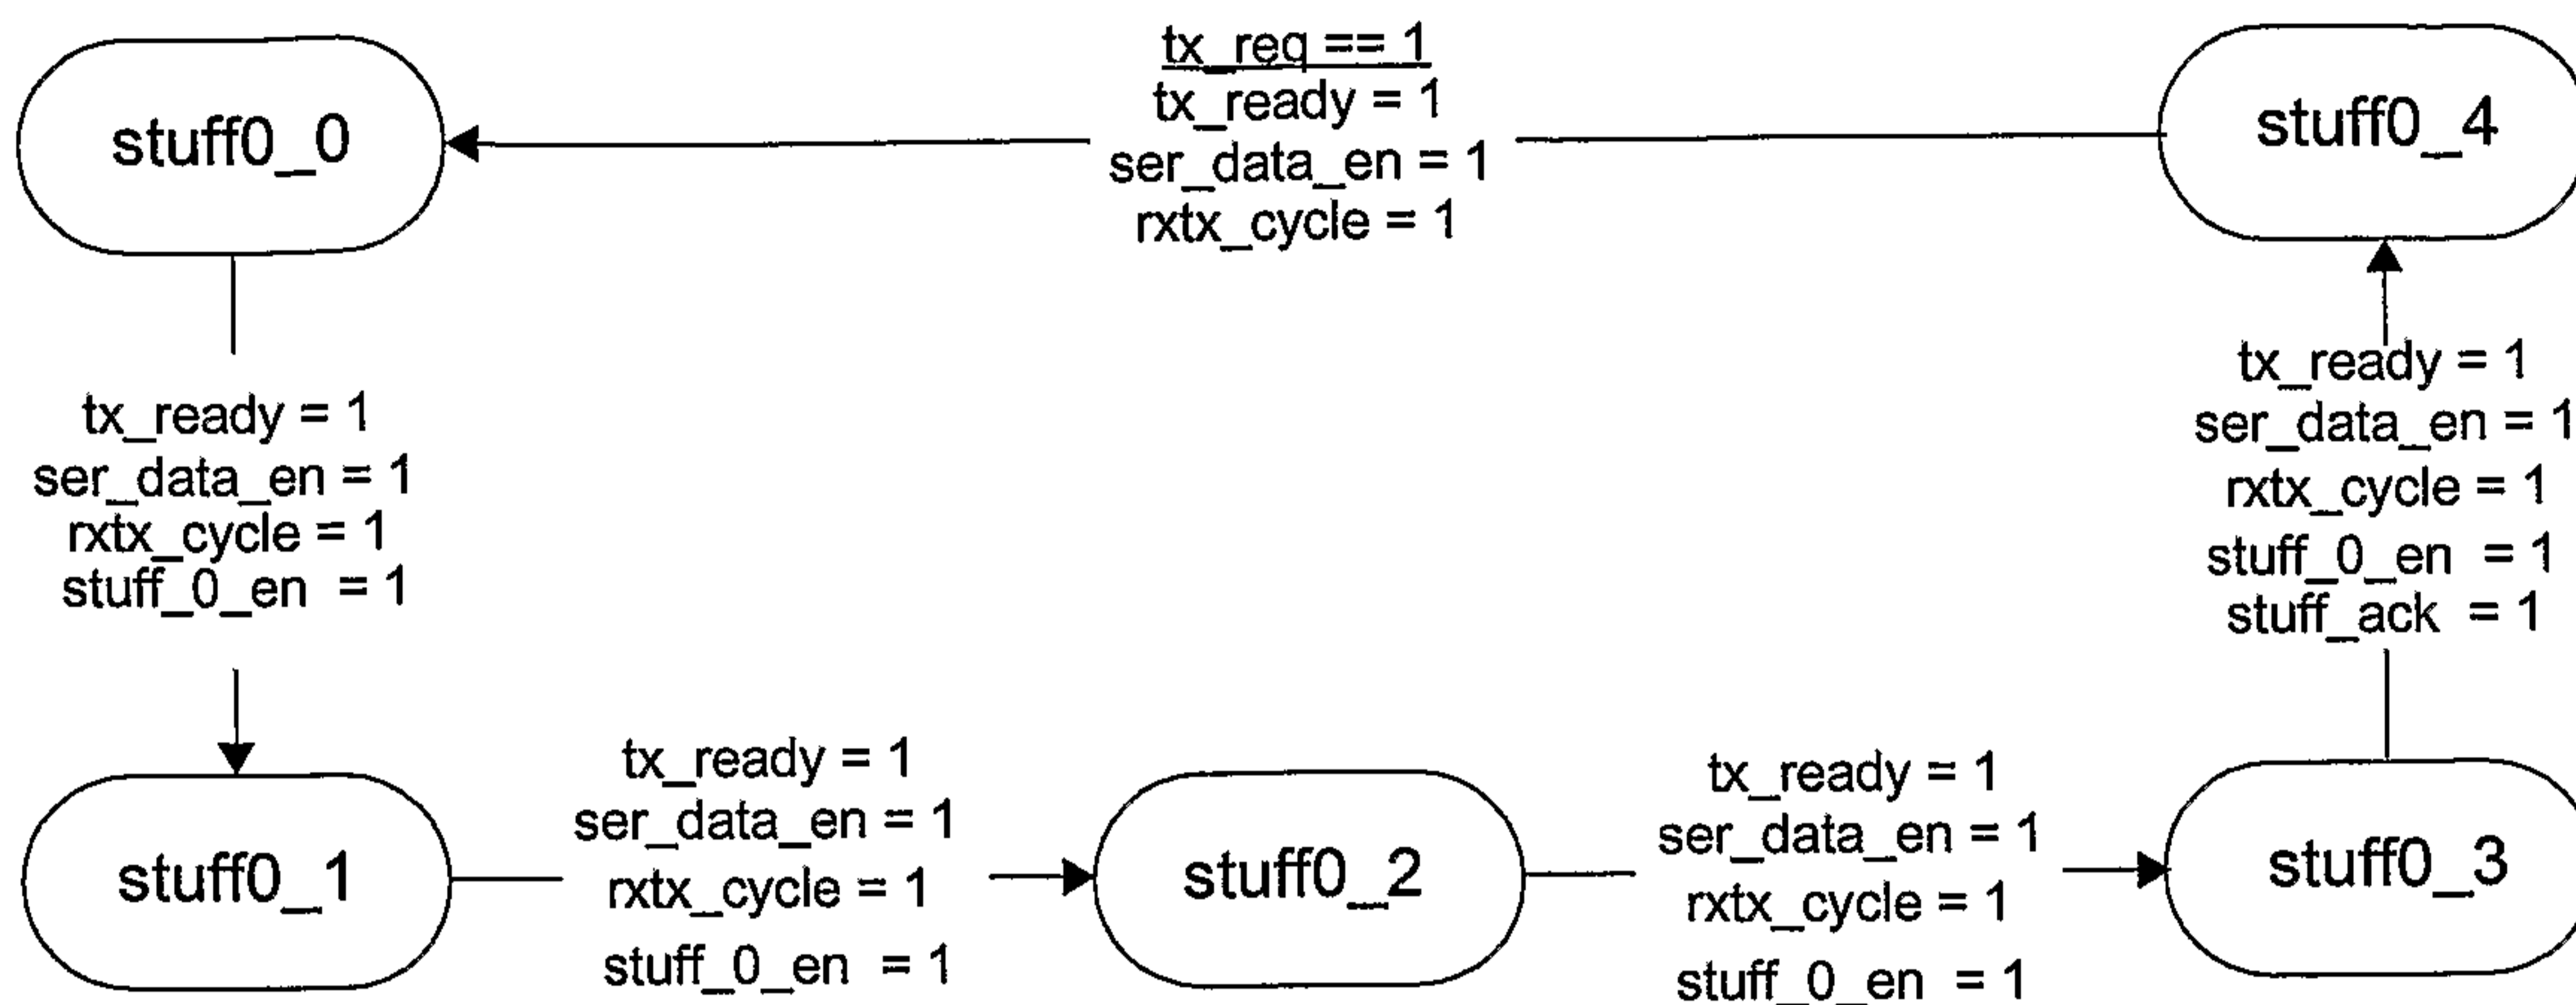 stuff0_0
tx_req == 1
tx_ready = 1
ser_data_en = 1
rxtx_cycle = 1
stuff0_4
tx_ready = 1
ser_data_en = 1
rxtx_cycle = 1
stuff_0_en = 1
tx_ready = 1
ser_data_en = 1
rxtx_cycle = 1
stuff_0_en = 1
stuff_ack = 1
stuff0_1
tx_ready = 1
ser_data_en = 1
rxtx_cycle = 1
stuff_0_en = 1
stuff0_2
tx_ready = 1
ser_data_en = 1
rxtx_cycle = 1
stuff_0_en = 1
stuff0_3